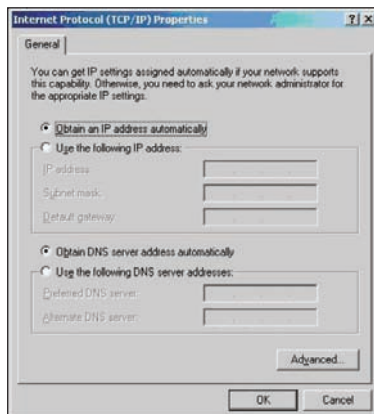 Internet Protocol (TCP/IP) Properties
General
You can get IP settings assigned automatically if your network supports
this capability. Otherwise, you need to ask your network administrator for
the appropriate IP settings.
Obtain an IP address automatically
Use the following IP address:
IP address:
Subnet mask:
Default gateway:
Obtain DNS server address automatically
Use the following DNS server addresses:
Preferred DNS server:
Alternate DNS server:
Advanced...
OK Cancel